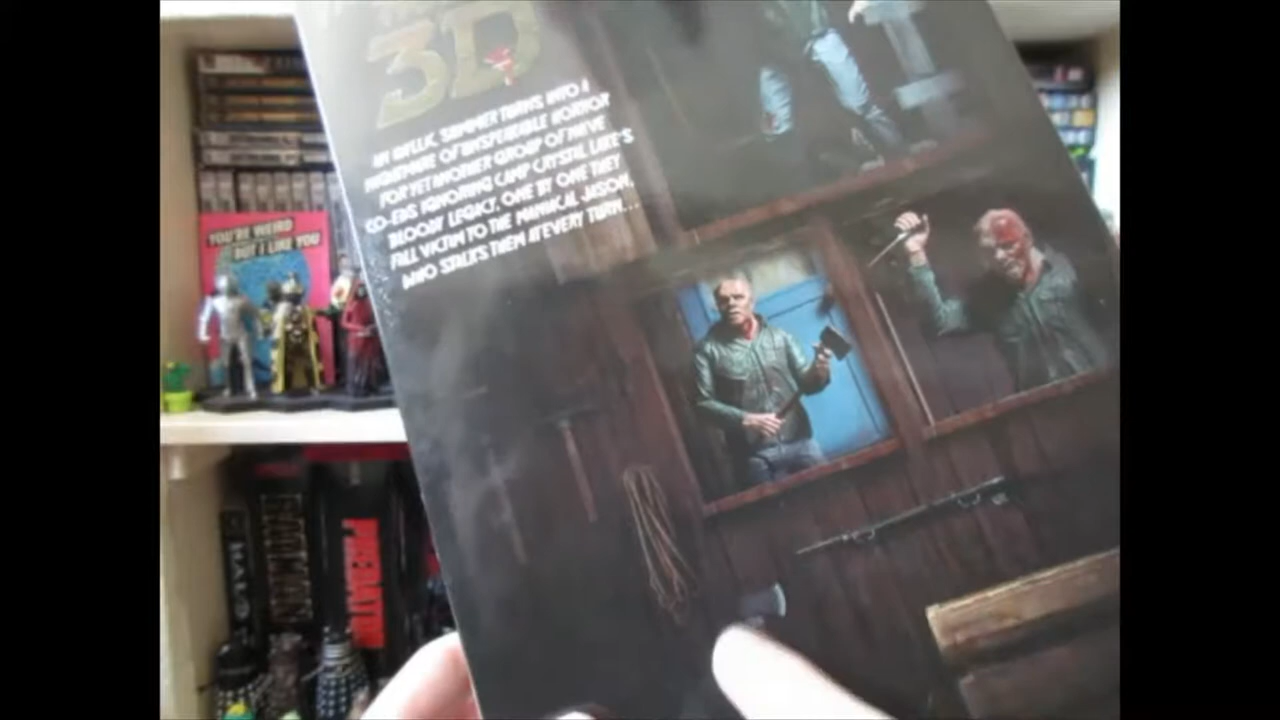 3D
AN IDYLLIC SUMMER TURNS INTO A
NIGHTMARE OF UNSPEAKABLE HORROR
FOR YET ANOTHER GROUP OF NAIVE
CO-EDS IGNORING CAMP CRYSTAL LAKE'S
BLOODY LEGACY. ONE BY ONE THEY
FALL VICTIM TO THE MANIACAL JASON,
WHO STALKS THEM AT EVERY TURN...
YOU'RE WEIRD
BUT I LIKE YOU